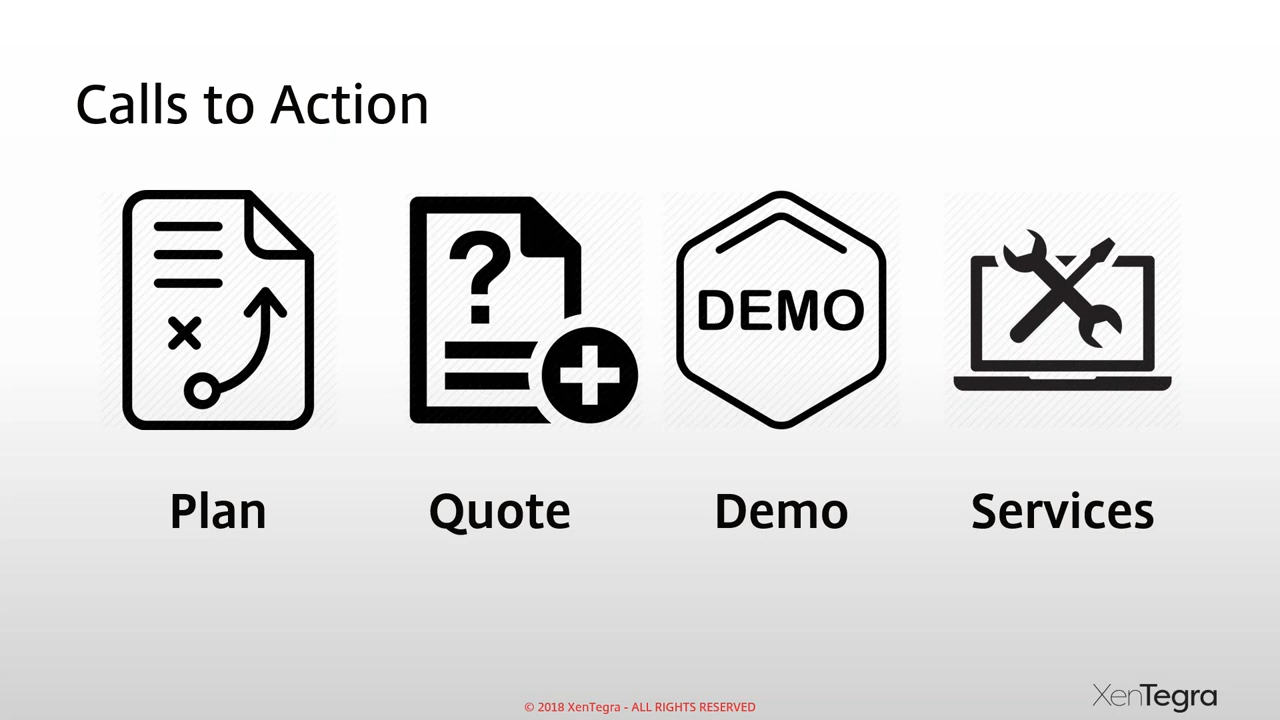 Calls to Action
?
DEMO
Plan
Quote
Demo
Services
© 2018 XenTegra - ALL RIGHTS RESERVED
XenTegra